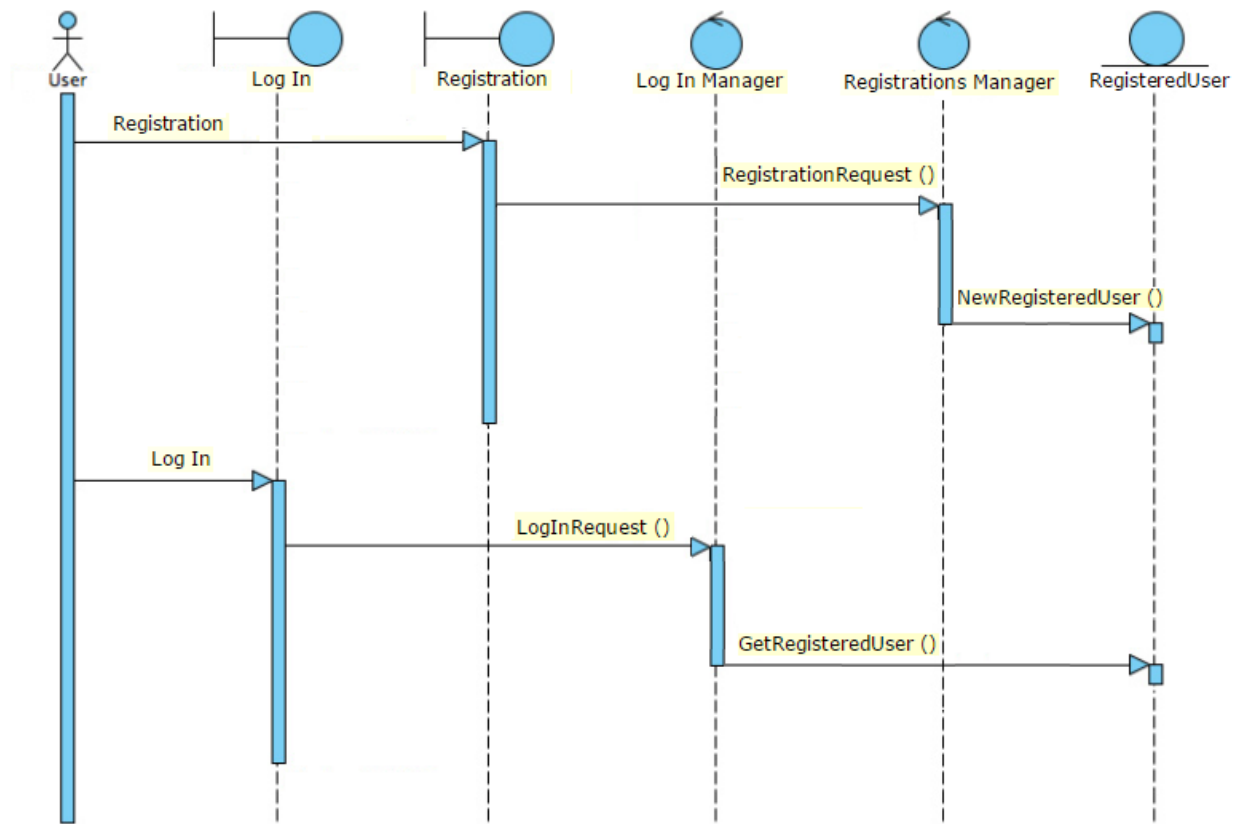 User
Log In
Registration
Log In Manager
Registrations Manager
RegisteredUser
Registration
RegistrationRequest ()
NewRegisteredUser ()
Log In
LogInRequest ()
GetRegisteredUser ()